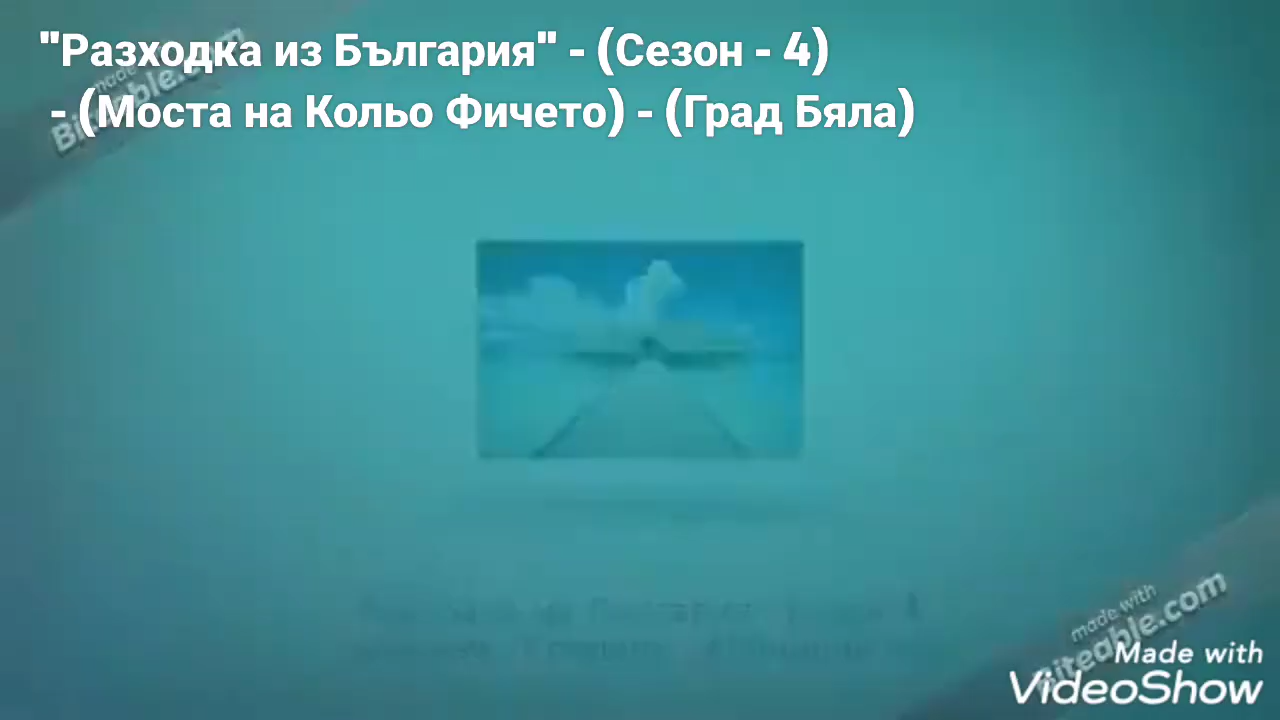 "Разходка из България" - (Сезон - 4)
- (Моста на Кольо Фичето) - (Град Бяла)
made with
Biteable.com
made with
Biteable.com
Made with
VideoShow